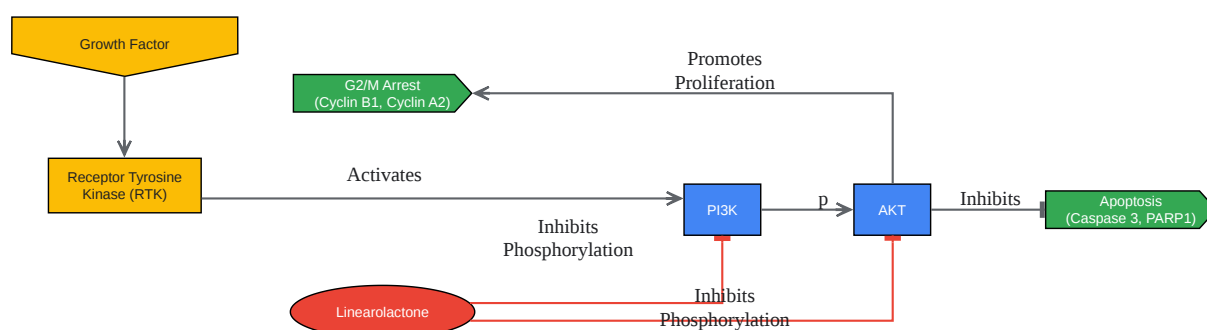 Growth Factor
Promotes
Proliferation
G2/M Arrest
(Cyclin B1, Cyclin A2)
Receptor Tyrosine
Kinase (RTK)
Activates
PI3K
p
AKT
Inhibits
Apoptosis
(Caspase 3, PARP1)
Inhibits
Phosphorylation
Linearolactone
Inhibits
Phosphorylation